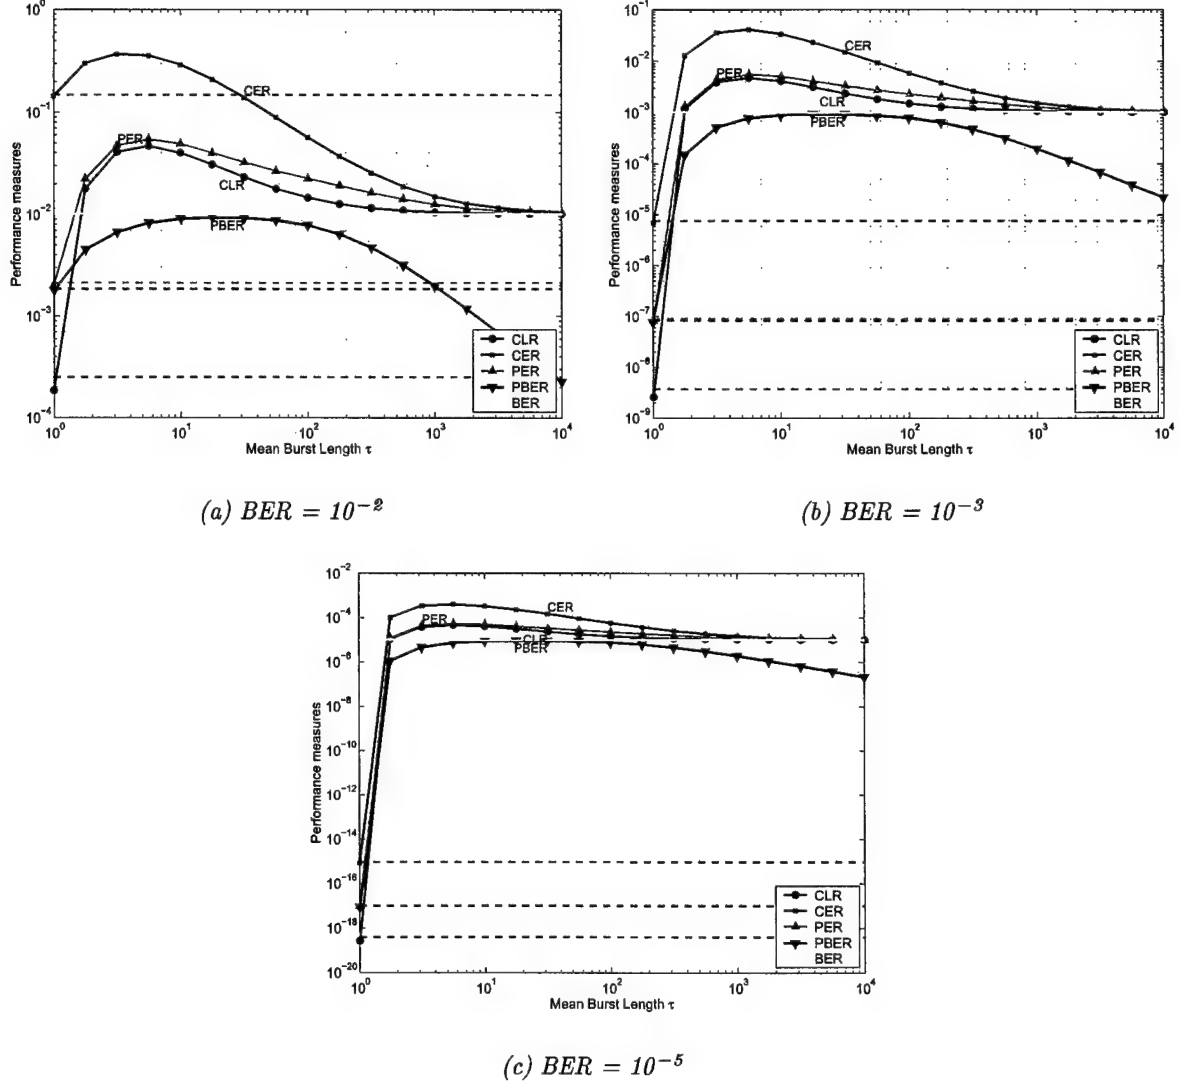 10^0
10^-1
10^-2
10^-3
10^-4
Performance measures
CER
PER
CLR
PBER
CLR
CER
PER
PBER
BER
10^0 10^1 10^2 10^3 10^4
Mean Burst Length τ
(a) BER = 10^-2
10^-1
10^-2
10^-3
10^-4
10^-5
10^-6
10^-7
10^-8
10^-9
Performance measures
CER
PER
CLR
PBER
CLR
CER
PER
PBER
BER
10^0 10^1 10^2 10^3 10^4
Mean Burst Length τ
(b) BER = 10^-3
10^-2
10^-4
10^-6
10^-8
10^-10
10^-12
10^-14
10^-16
10^-18
10^-20
Performance measures
CER
PER
CLR
PBER
CLR
CER
PER
PBER
BER
10^0 10^1 10^2 10^3 10^4
Mean Burst Length τ
(c) BER = 10^-5